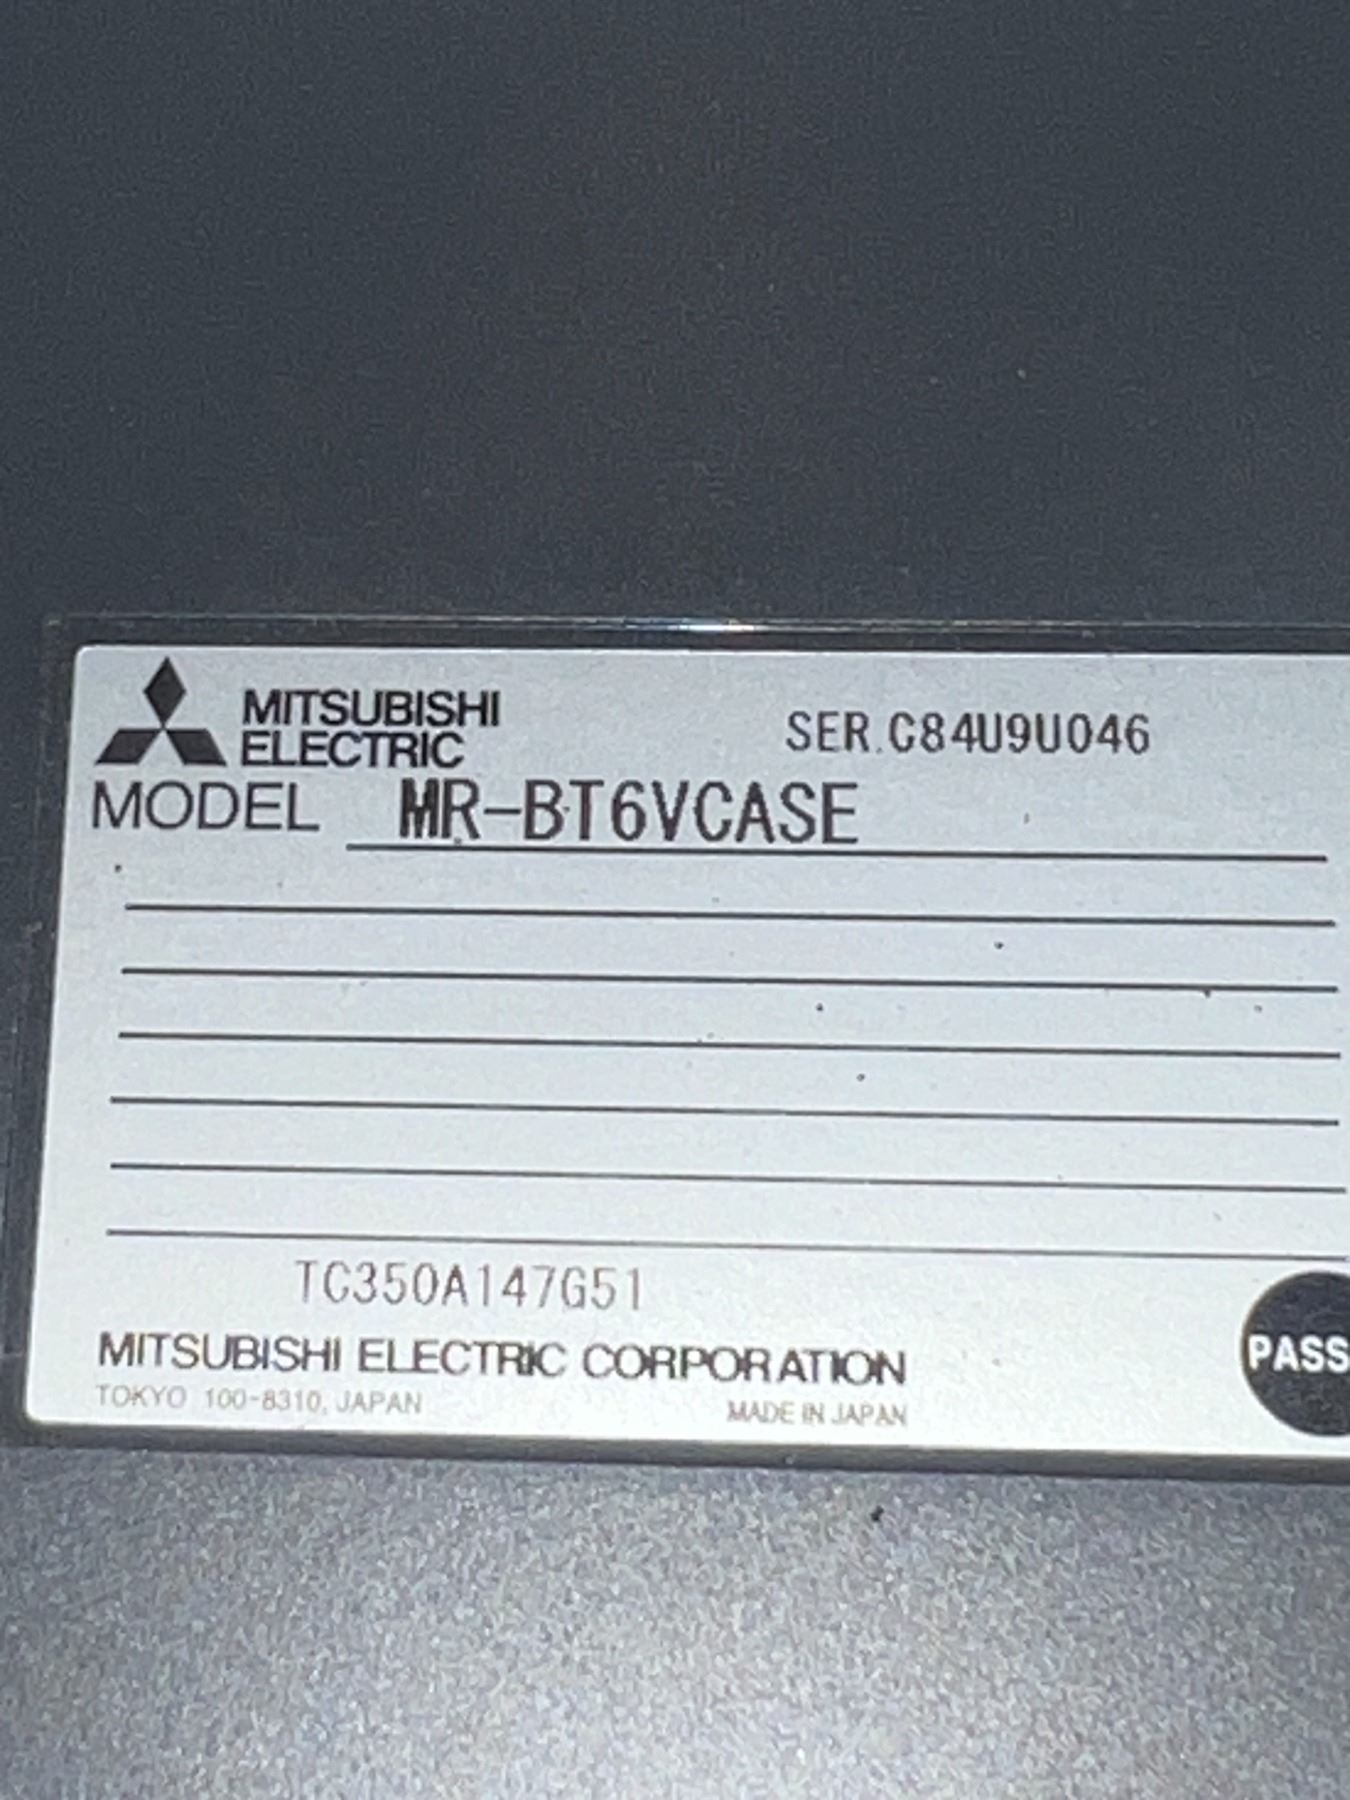 MITSUBISHI
ELECTRIC
SER.C84U9U046
MODEL MR-BT6VCASE
TC350A147G51
MITSUBISHI ELECTRIC CORPORATION
TOKYO 100-8310, JAPAN
MADE IN JAPAN
PASS